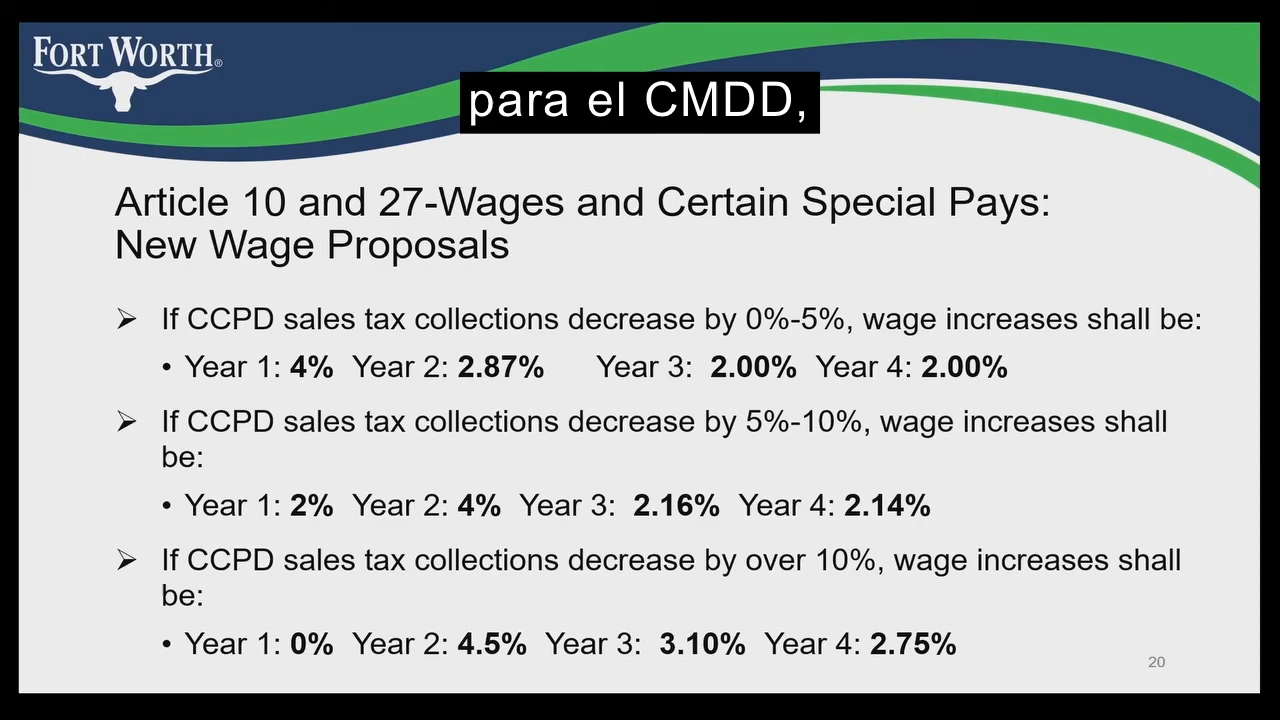 FORT WORTH®
para el CMDD,
Article 10 and 27-Wages and Certain Special Pays:
New Wage Proposals
➢ If CCPD sales tax collections decrease by 0%-5%, wage increases shall be:
• Year 1: 4% Year 2: 2.87% Year 3: 2.00% Year 4: 2.00%
➢ If CCPD sales tax collections decrease by 5%-10%, wage increases shall
be:
• Year 1: 2% Year 2: 4% Year 3: 2.16% Year 4: 2.14%
➢ If CCPD sales tax collections decrease by over 10%, wage increases shall
be:
• Year 1: 0% Year 2: 4.5% Year 3: 3.10% Year 4: 2.75%
20